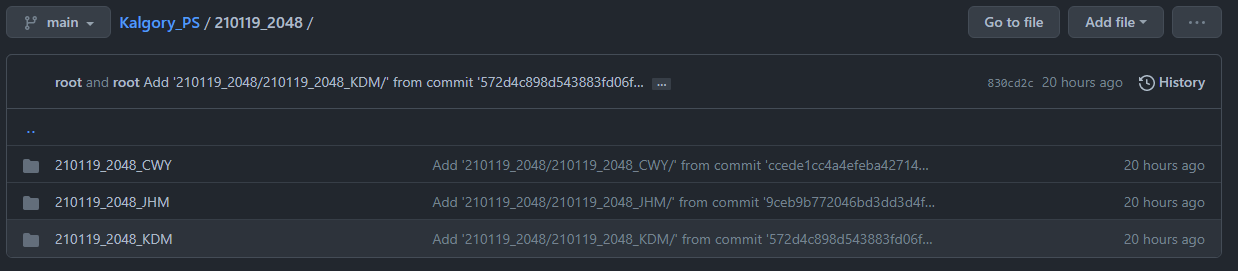 main Kalgory_PS / 210119_2048 / Go to file Add file ...
root and root Add '210119_2048/210119_2048_KDM/' from commit '572d4c898d543883fd06f... ... 830cd2c 20 hours ago History
..
210119_2048_CWY Add '210119_2048/210119_2048_CWY/' from commit 'ccede1cc4a4efeba42714... 20 hours ago
210119_2048_JHM Add '210119_2048/210119_2048_JHM/' from commit '9ceb9b772046bd3dd3d4f... 20 hours ago
210119_2048_KDM Add '210119_2048/210119_2048_KDM/' from commit '572d4c898d543883fd06f... 20 hours ago